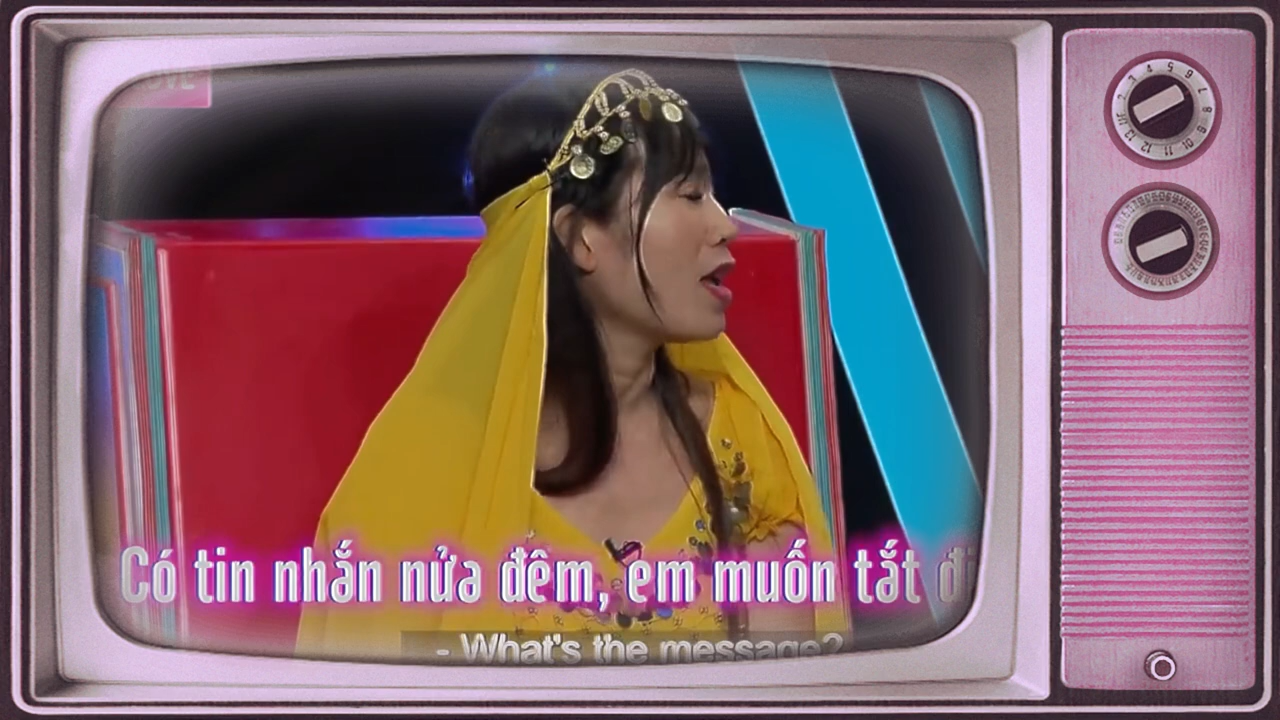 Có tin nhắn nửa đêm, em muốn tắt đi
- What's the message?